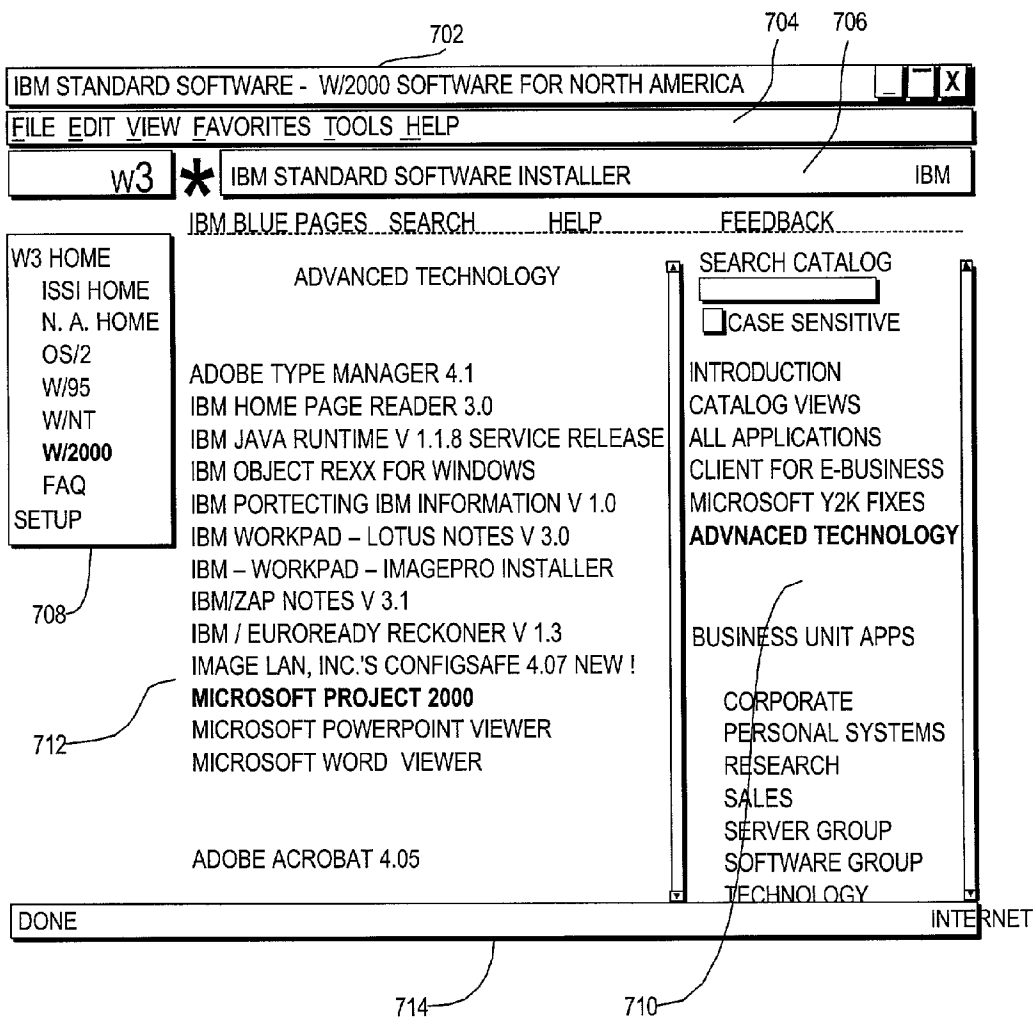 704
706
702
IBM STANDARD SOFTWARE - W/2000 SOFTWARE FOR NORTH AMERICA _ X
FILE EDIT VIEW FAVORITES TOOLS HELP
W3 * IBM STANDARD SOFTWARE INSTALLER IBM
IBM BLUE PAGES SEARCH HELP FEEDBACK
W3 HOME
ISSI HOME
N. A. HOME
OS/2
W/95
W/NT
W/2000
FAQ
SETUP
708
ADVANCED TECHNOLOGY
ADOBE TYPE MANAGER 4.1
IBM HOME PAGE READER 3.0
IBM JAVA RUNTIME V 1.1.8 SERVICE RELEASE
IBM OBJECT REXX FOR WINDOWS
IBM PORTECTING IBM INFORMATION V 1.0
IBM WORKPAD – LOTUS NOTES V 3.0
IBM – WORKPAD – IMAGEPRO INSTALLER
IBM/ZAP NOTES V 3.1
IBM / EUROREADY RECKONER V 1.3
IMAGE LAN, INC.'S CONFIGSAFE 4.07 NEW !
MICROSOFT PROJECT 2000
MICROSOFT POWERPOINT VIEWER
MICROSOFT WORD VIEWER
ADOBE ACROBAT 4.05
712
SEARCH CATALOG
CASE SENSITIVE
INTRODUCTION
CATALOG VIEWS
ALL APPLICATIONS
CLIENT FOR E-BUSINESS
MICROSOFT Y2K FIXES
ADVNACED TECHNOLOGY
BUSINESS UNIT APPS
CORPORATE
PERSONAL SYSTEMS
RESEARCH
SALES
SERVER GROUP
SOFTWARE GROUP
TECHNOLOGY
DONE INTERNET
714
710